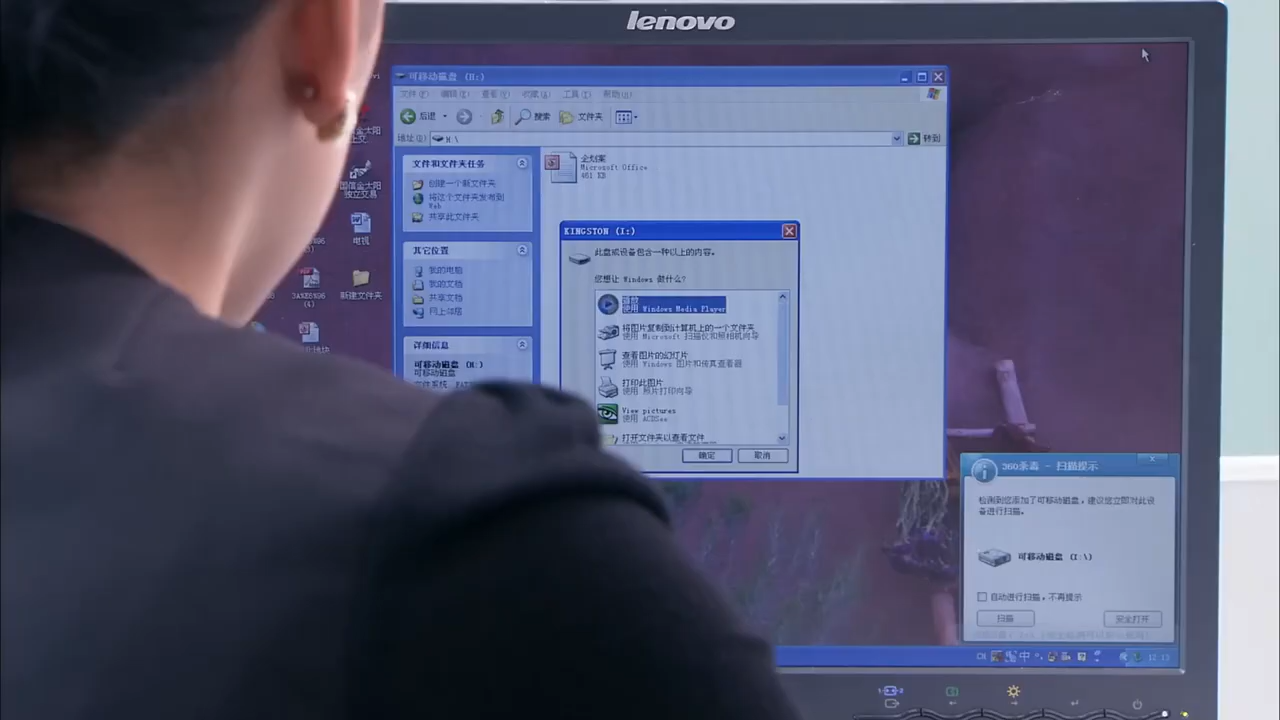 lenovo
可移动磁盘 (H:)
文件(F) 编辑(E) 查看(V) 收藏(A) 工具(T) 帮助(H)
后退 搜索 文件夹
地址(D) H:\ 转到
文件和文件夹任务
创建一个新文件夹
将这个文件夹发布到
Web
共享此文件夹
其它位置
我的电脑
我的文档
共享文档
网上邻居
详细信息
可移动磁盘 (H:)
可移动磁盘
企划案
Microsoft Office
461 KB
KINGSTON (I:)
此盘或设备包含一种以上的内容。
您想让 Windows 做什么?
播放
使用 Windows Media Player
将图片复制到计算机上的一个文件夹
使用 Microsoft 扫描仪和照相机向导
查看图片的幻灯片
使用 Windows 图片和传真查看器
打印此图片
使用 照片打印向导
View pictures
使用 ACDSee
打开文件夹以查看文件
确定 取消
国信金太阳
独立交易
电视
新建文件夹
360杀毒 - 扫描提示
检测到您添加了可移动磁盘，建议您立即对此设
备进行扫描。
可移动磁盘 (I:\)
自动进行扫描，不再提示
扫描 安全打开
中
12:13